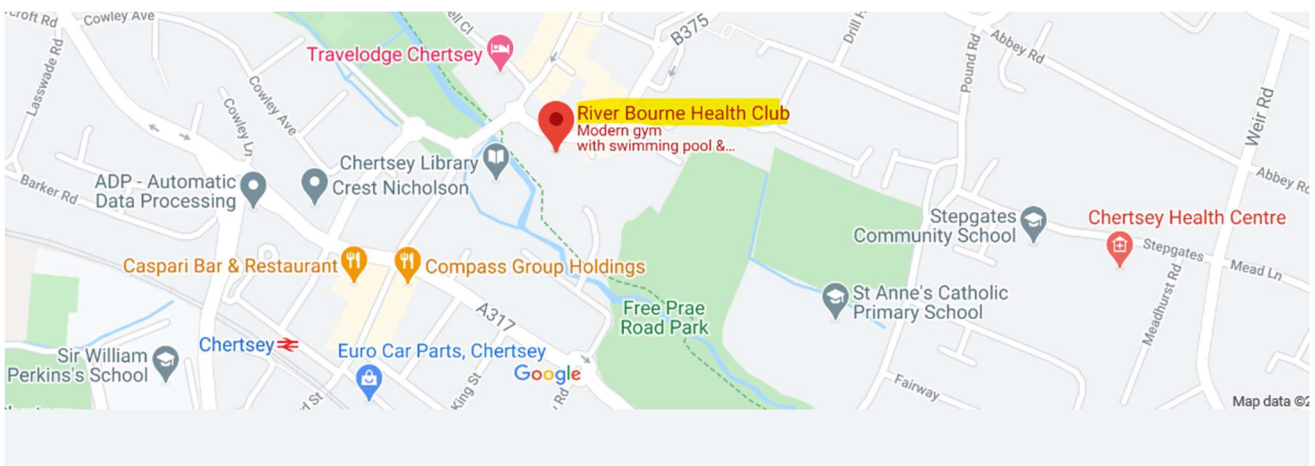 Cowley Ave
B375
Abbey Rd
Travelodge Chertsey
Pound Rd
Lasswade Rd
Cowley Ave
River Bourne Health Club
Modern gym
with swimming pool &...
Weir Rd
Cowley Ln
Chertsey Library
Crest Nicholson
ADP - Automatic
Data Processing
Barker Rd
Abbey Rd
Stepgates
Community School
Chertsey Health Centre
Stepgates
Mead Ln
Caspari Bar & Restaurant
Compass Group Holdings
Meadhurst Rd
St Anne's Catholic
Primary School
Free Prae
Road Park
A317
Chertsey
Euro Car Parts, Chertsey
Sir William
Perkins's School
Google
King St
Fairway
Map data ©2